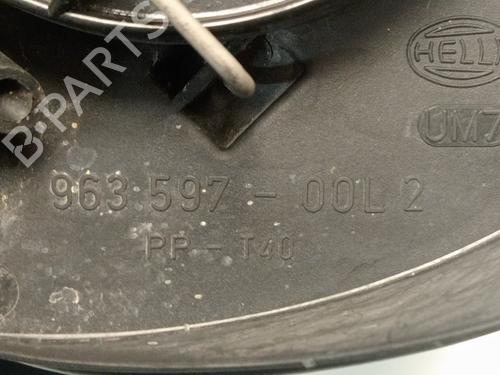 HELLA
UM7
963 597 - 00L 2
PP - T40
B-PARTS